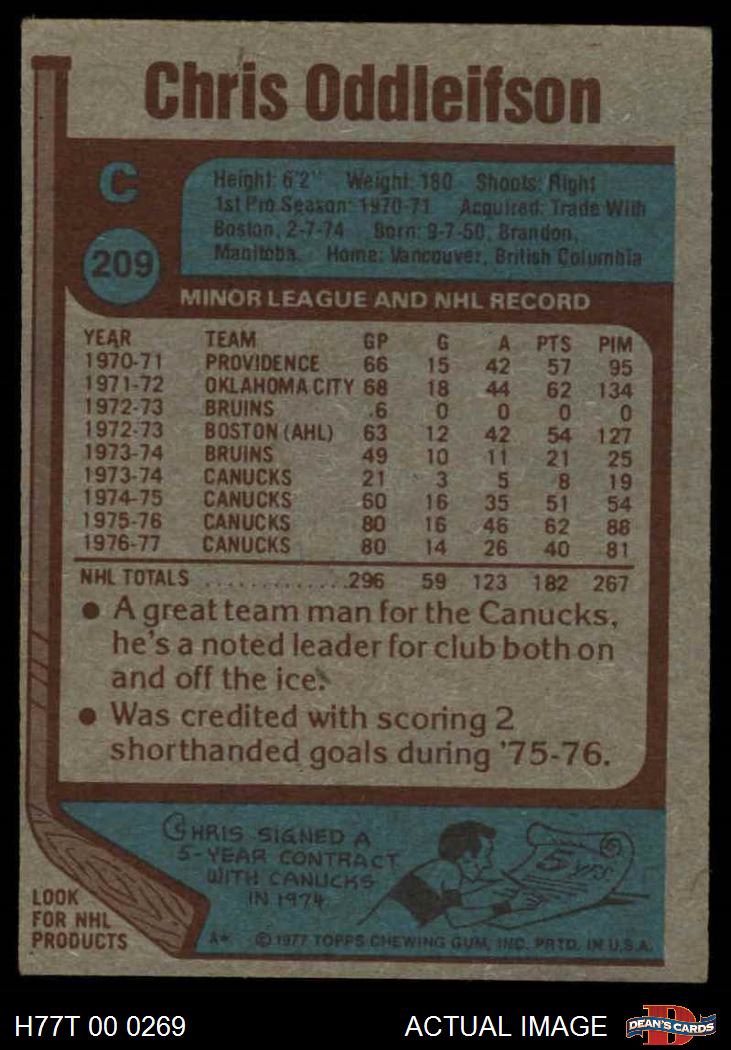 Chris Oddleifson
C
209
Height: 6'2" Weight: 180 Shoots: Right
1st Pro Season: 1970-71 Acquired: Trade With
Boston, 2-7-74 Born: 9-7-50, Brandon,
Manitoba. Home: Vancouver, British Columbia
MINOR LEAGUE AND NHL RECORD
YEAR TEAM GP G A PTS PIM
1970-71 PROVIDENCE 66 15 42 57 95
1971-72 OKLAHOMA CITY 68 18 44 62 134
1972-73 BRUINS 6 0 0 0 0
1972-73 BOSTON (AHL) 63 12 42 54 127
1973-74 BRUINS 49 10 11 21 25
1973-74 CANUCKS 21 3 5 8 19
1974-75 CANUCKS 60 16 35 51 54
1975-76 CANUCKS 80 16 46 62 88
1976-77 CANUCKS 80 14 26 40 81
NHL TOTALS ............. 296 59 123 182 267
• A great team man for the Canucks,
he's a noted leader for club both on
and off the ice.
• Was credited with scoring 2
shorthanded goals during '75-76.
CHRIS SIGNED A
5-YEAR CONTRACT
WITH CANUCKS
IN 1974.
5 YRS
LOOK
FOR NHL
PRODUCTS
A* © 1977 TOPPS CHEWING GUM, INC. PRTD. IN U.S.A.
H77T 00 0269 ACTUAL IMAGE
D
DEAN'S CARDS